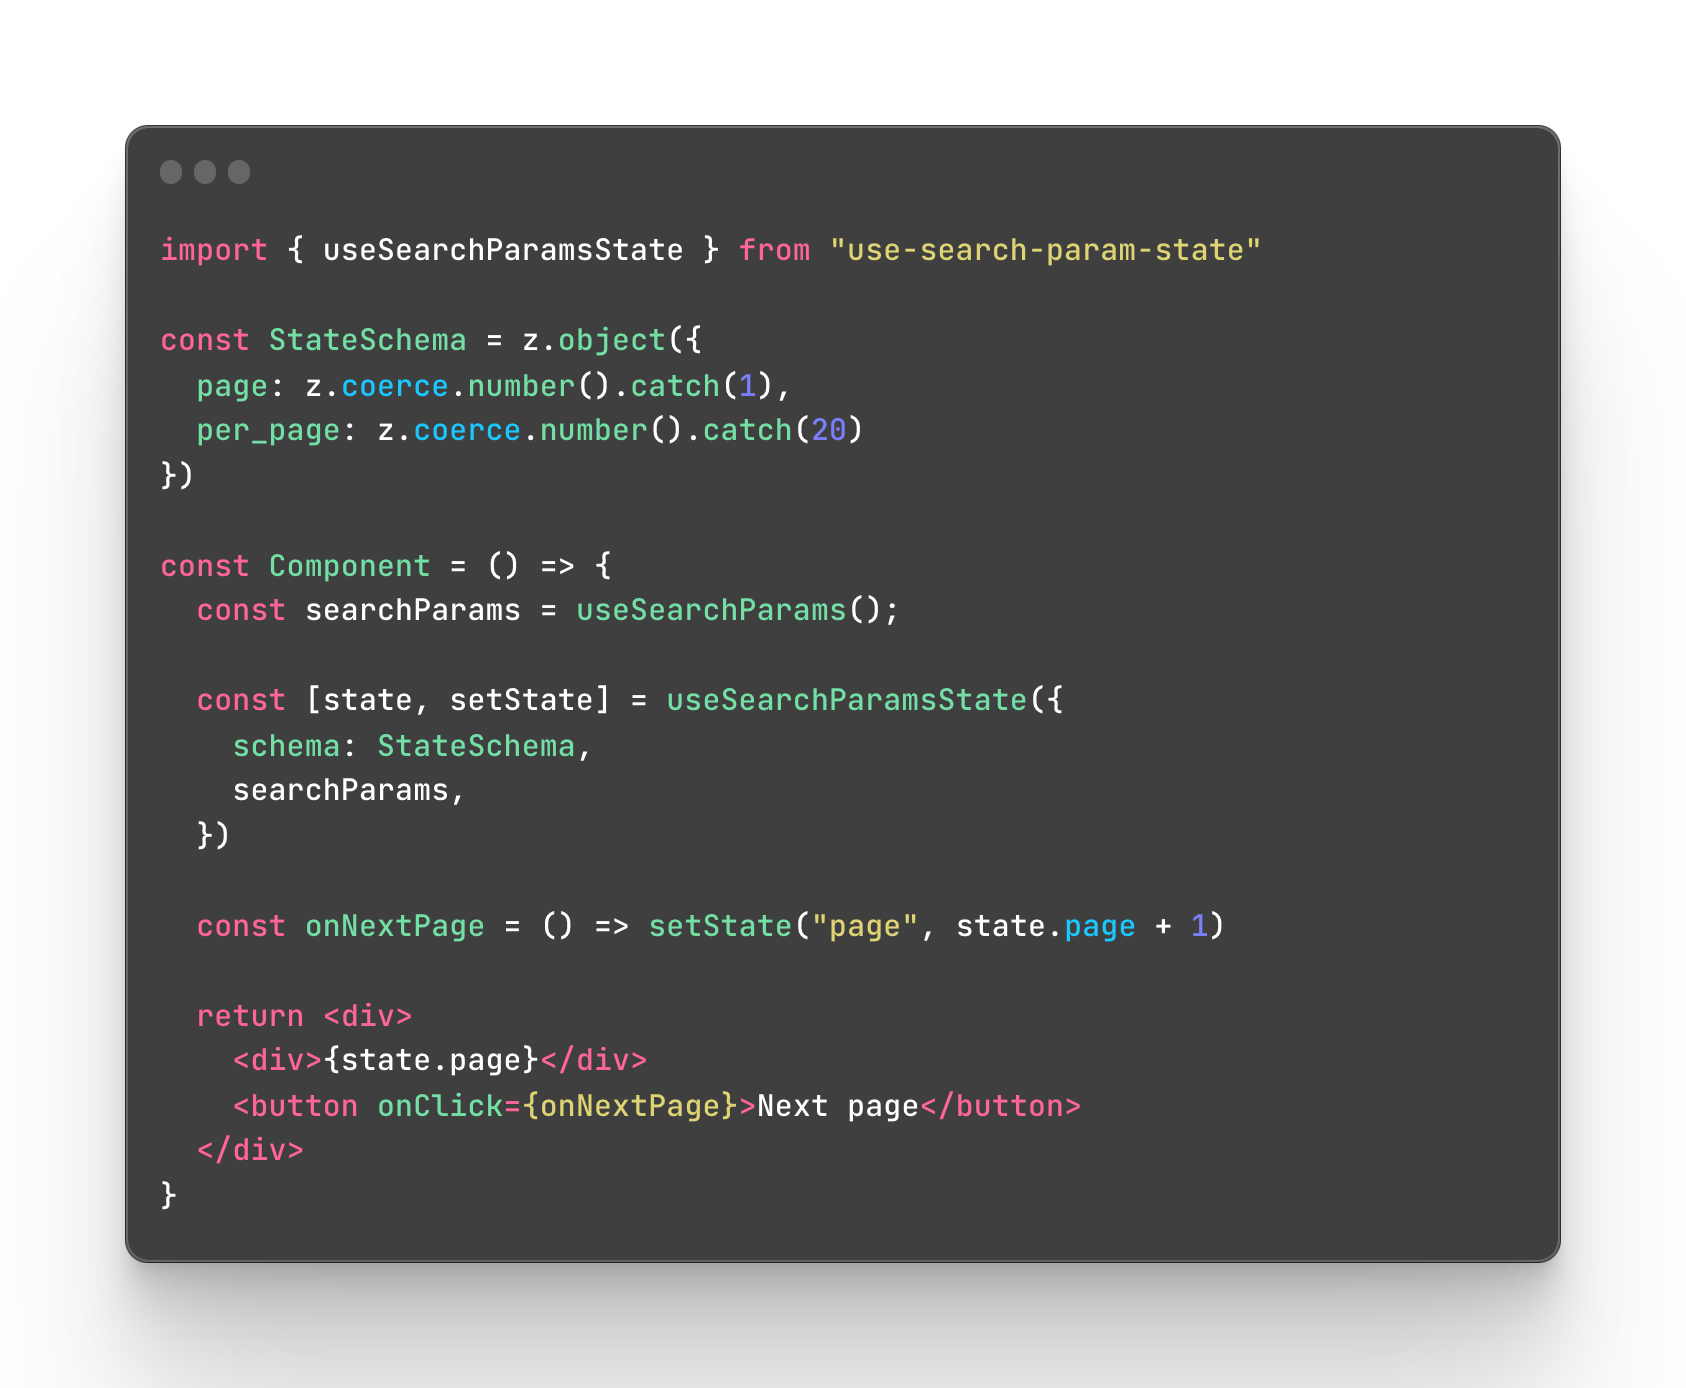 import { useSearchParamsState } from "use-search-param-state"
const StateSchema = z.object({
page: z.coerce.number().catch(1),
per_page: z.coerce.number().catch(20)
})
const Component = () => {
const searchParams = useSearchParams();
const [state, setState] = useSearchParamsState({
schema: StateSchema,
searchParams,
})
const onNextPage = () => setState("page", state.page + 1)
return <div>
<div>{state.page}</div>
<button onClick={onNextPage}>Next page</button>
</div>
}